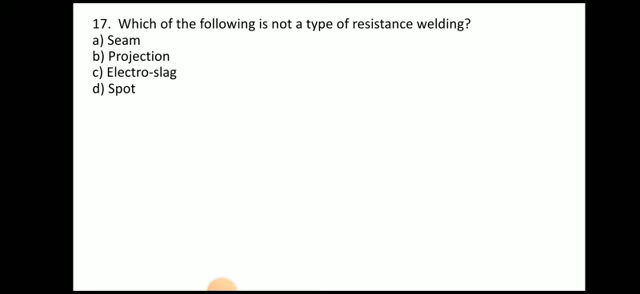 17. Which of the following is not a type of resistance welding?
a) Seam
b) Projection
c) Electro-slag
d) Spot